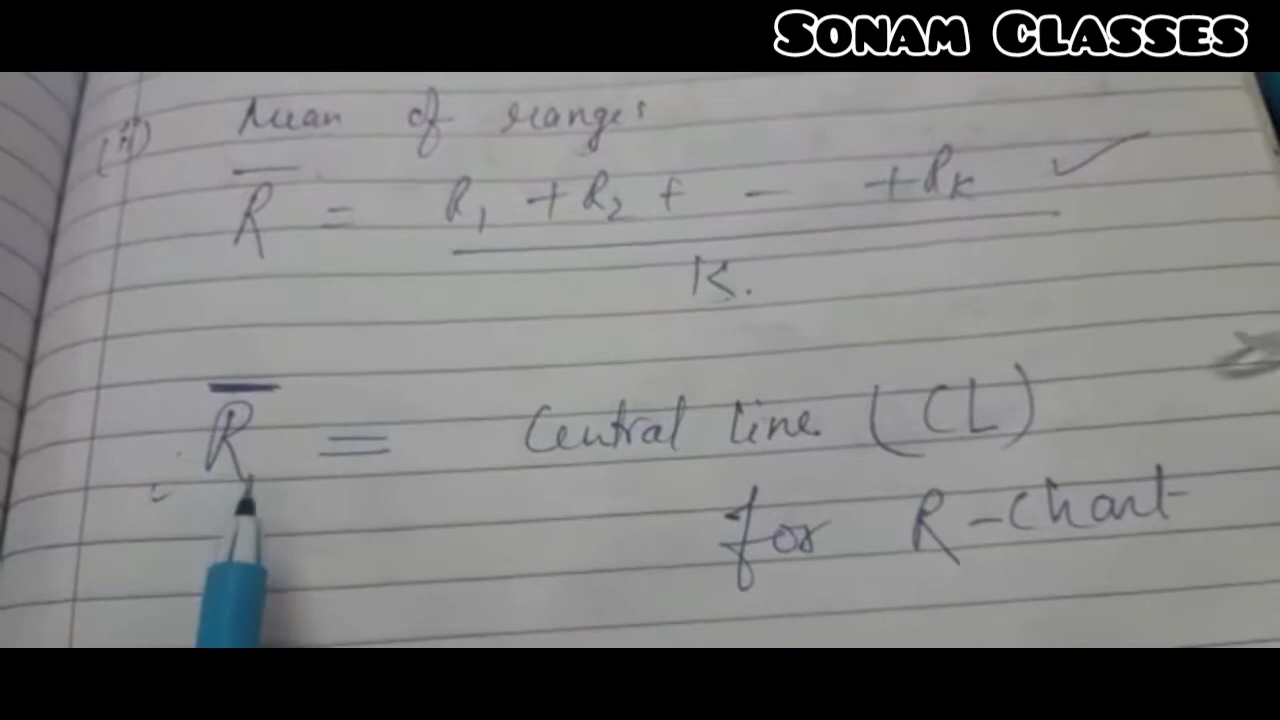 SONAM CLASSES
(ii) Mean of ranges
R̅ = R₁ + R₂ + - + Rₖ ✓
K.
R̅ = Central line (CL)
for R-chart